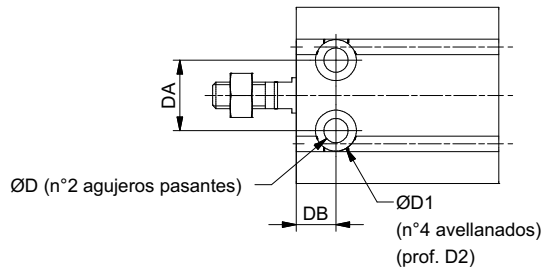 DA
ØD (n°2 agujeros pasantes)
DB
ØD1
(n°4 avellanados)
(prof. D2)